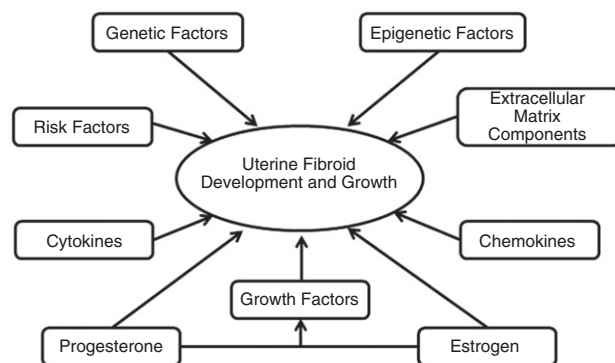 Genetic Factors
Epigenetic Factors
Risk Factors
Extracellular
Matrix
Components
Uterine Fibroid
Development and Growth
Cytokines
Chemokines
Growth Factors
Progesterone
Estrogen